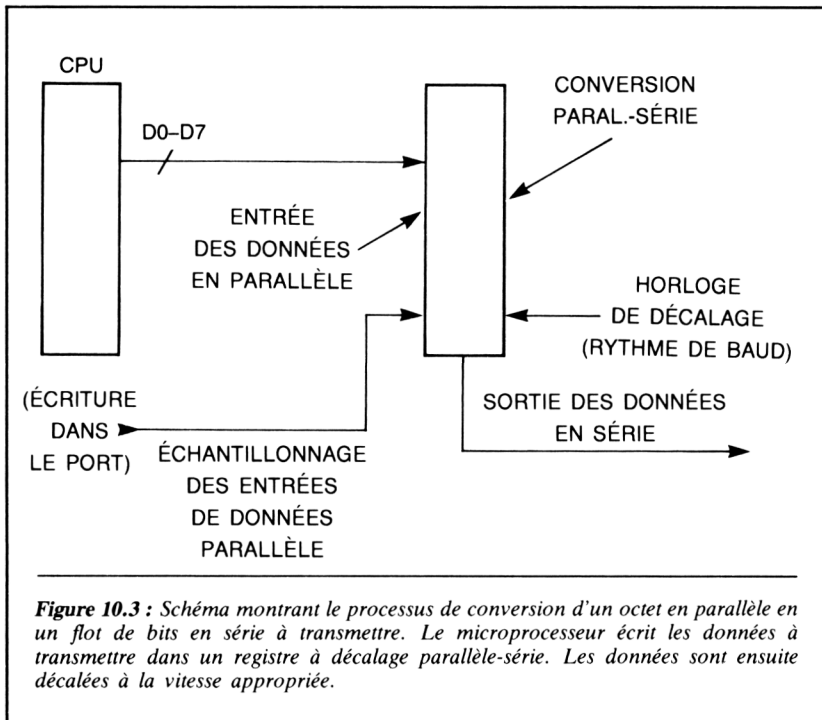 CPU
D0–D7
CONVERSION
PARAL.-SÉRIE
ENTRÉE
DES DONNÉES
EN PARALLÈLE
HORLOGE
DE DÉCALAGE
(RYTHME DE BAUD)
(ÉCRITURE
DANS
LE PORT)
ÉCHANTILLONNAGE
DES ENTRÉES
DE DONNÉES
PARALLÈLE
SORTIE DES DONNÉES
EN SÉRIE
Figure 10.3 : Schéma montrant le processus de conversion d'un octet en parallèle en
un flot de bits en série à transmettre. Le microprocesseur écrit les données à
transmettre dans un registre à décalage parallèle-série. Les données sont ensuite
décalées à la vitesse appropriée.